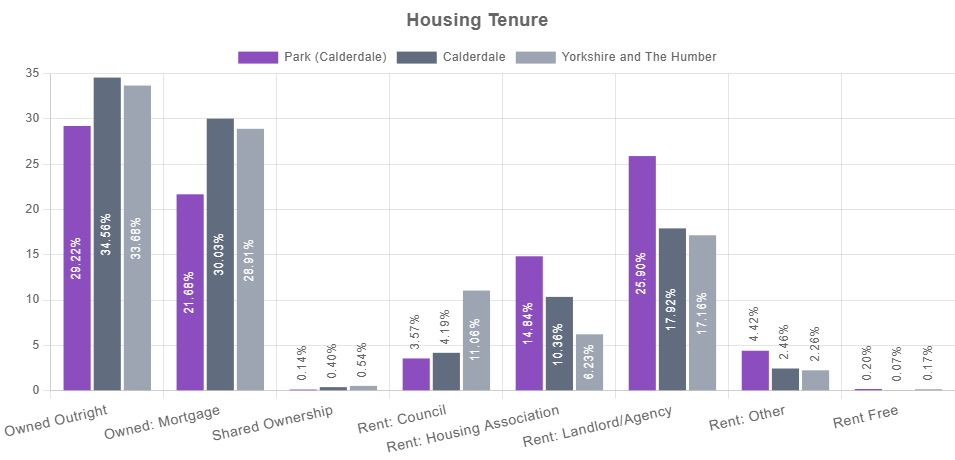 Housing Tenure
Park (Calderdale) Calderdale Yorkshire and The Humber
35
30
25
20
15
10
5
0
29.22% 34.56% 33.68%
21.68% 30.03% 28.91%
0.14% 0.40% 0.54%
3.57% 4.19% 11.06%
14.84% 10.36% 6.23%
25.90% 17.92% 17.16%
4.42% 2.46% 2.26%
0.20% 0.07% 0.17%
Owned Outright
Owned: Mortgage
Shared Ownership
Rent: Council
Rent: Housing Association
Rent: Landlord/Agency
Rent: Other
Rent Free